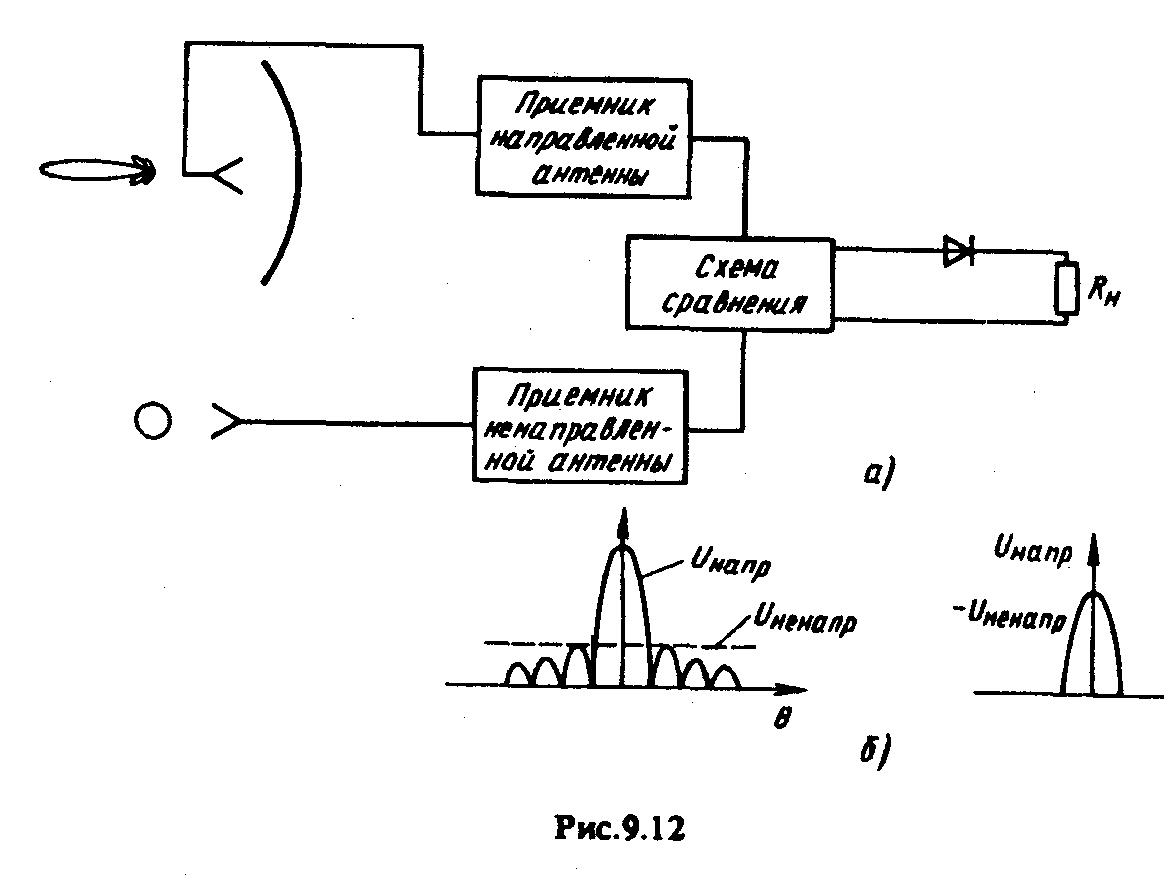 Приемник
направленной
антенны
Схема
сравнения
Rн
Приемник
ненаправлен-
ной антенны
а)
Uнапр
Uненапр
θ
Uнапр
-Uненапр
б)
Рис.9.12